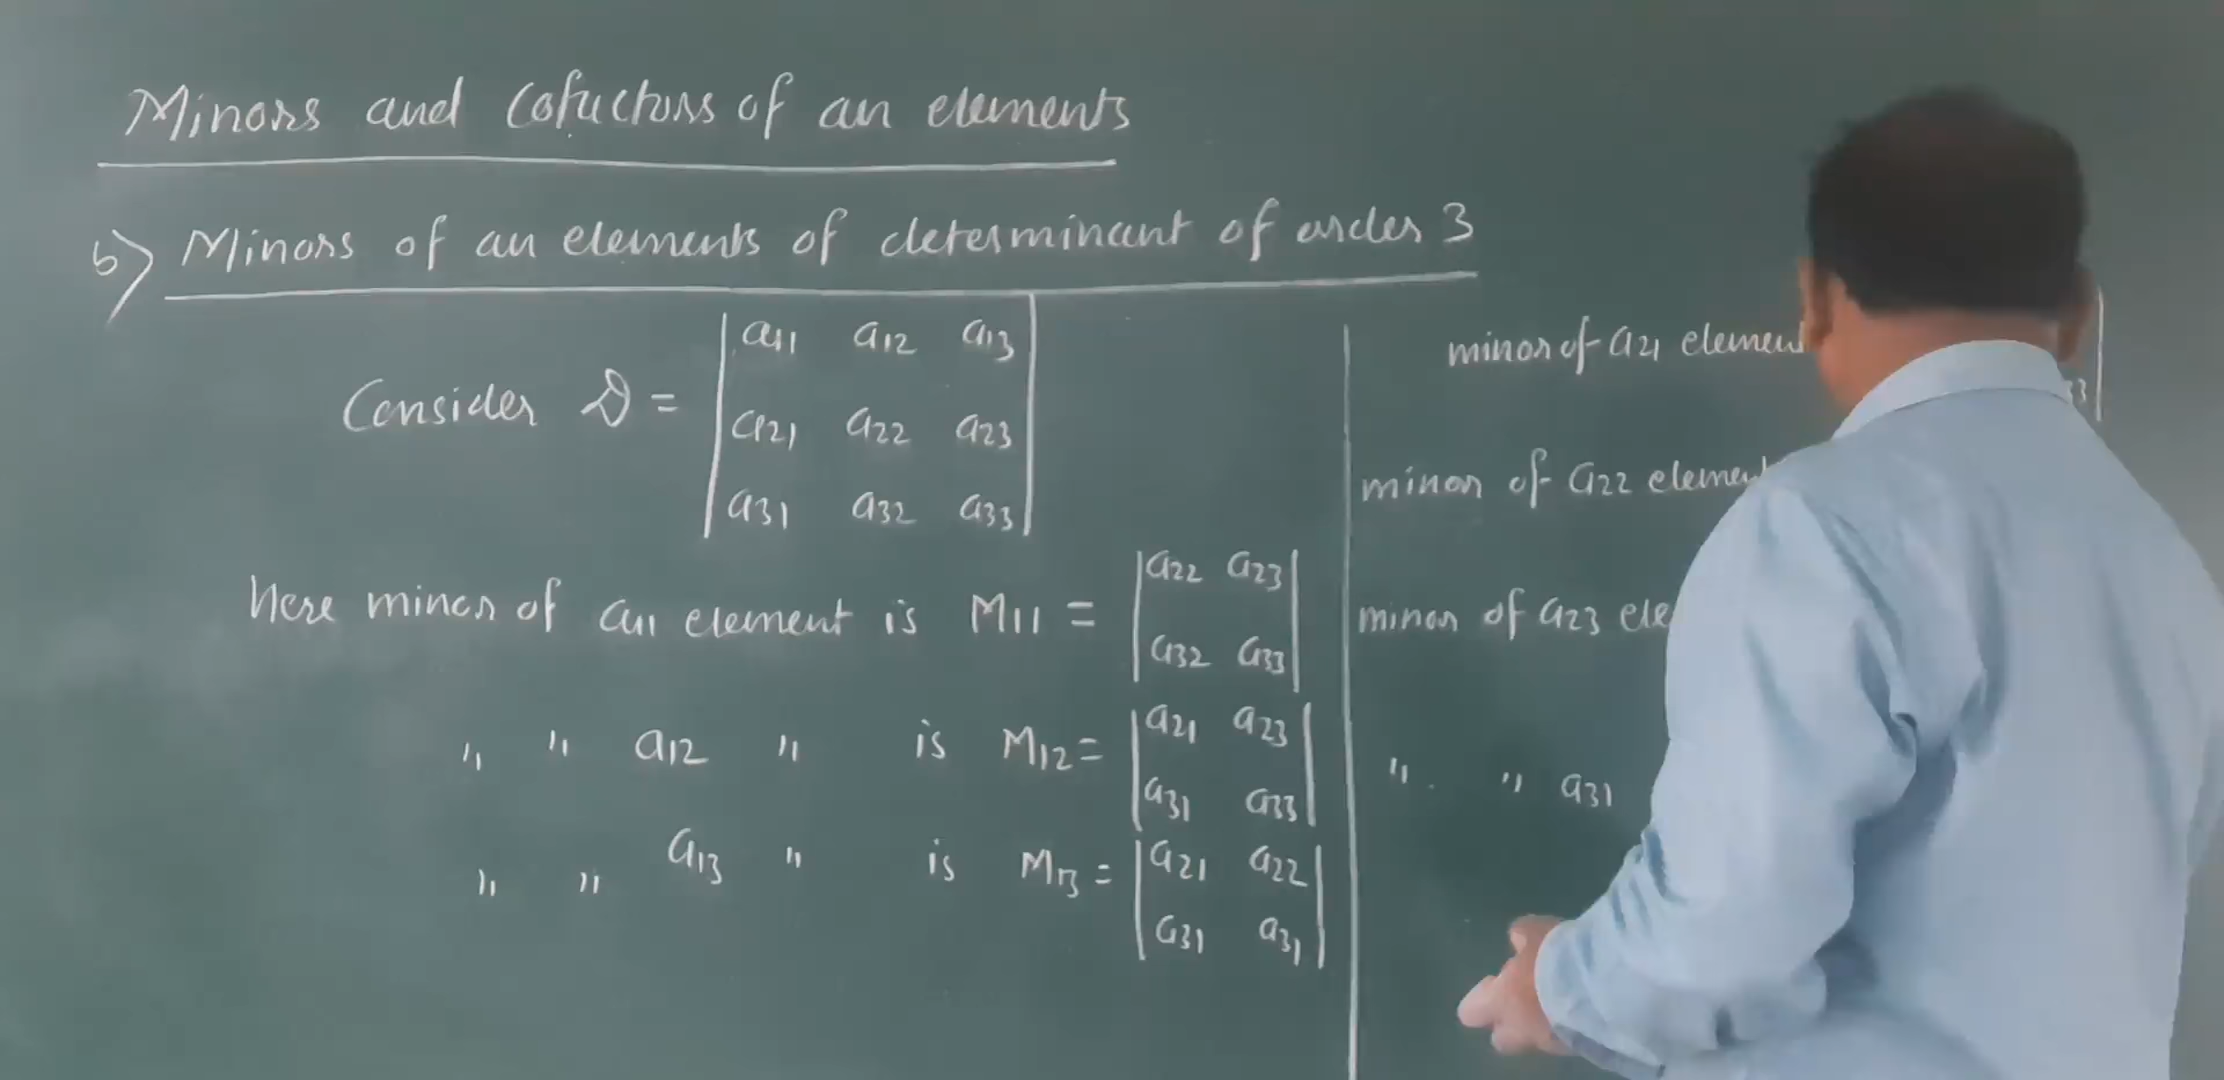 Minors and Cofactors of an elements
b) Minors of an elements of determinant of order 3
Consider D = | a11 a12 a13 |
| a21 a22 a23 |
| a31 a32 a33 |
Here minor of a11 element is M11 = | a22 a23 |
| a32 a33 |
" " a12 " is M12 = | a21 a23 |
| a31 a33 |
" " a13 " is M13 = | a21 a22 |
| a31 a31 |
minor of a21 element
minor of a22 element
minor of a23 ele
" " a31